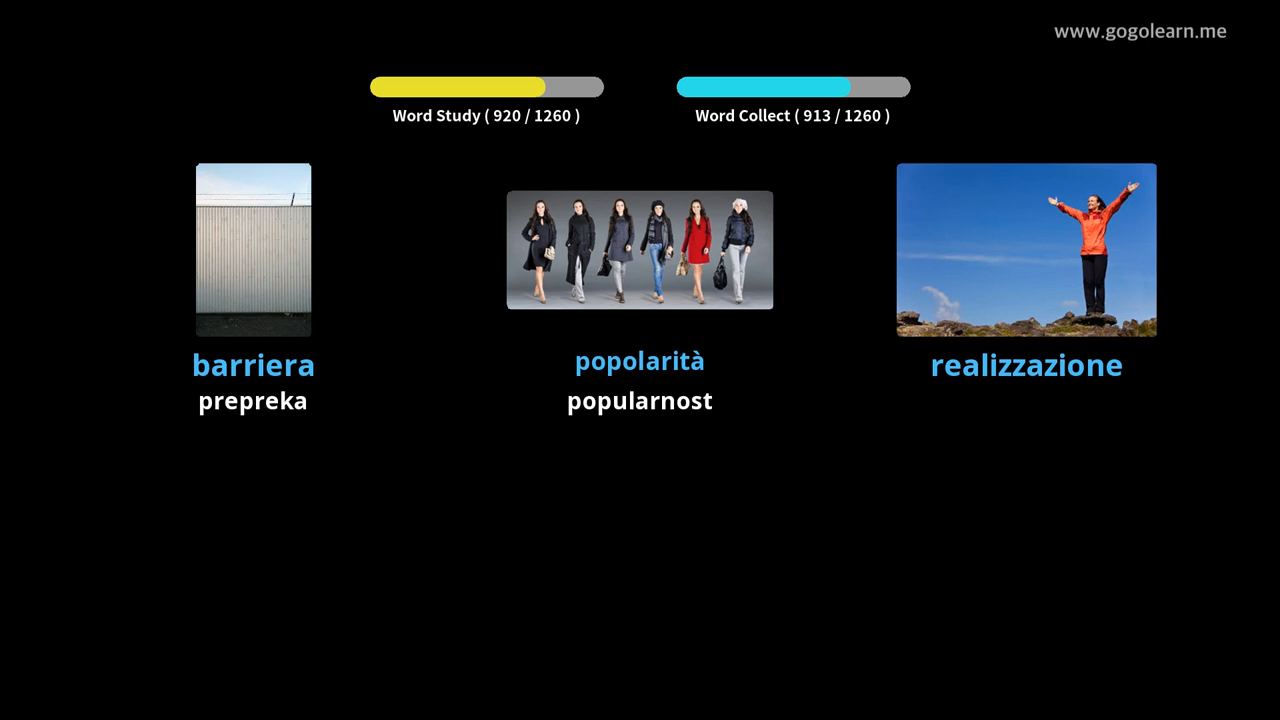 www.gogolearn.me
Word Study ( 920 / 1260 )
Word Collect ( 913 / 1260 )
barriera
prepreka
popolarità
popularnost
realizzazione